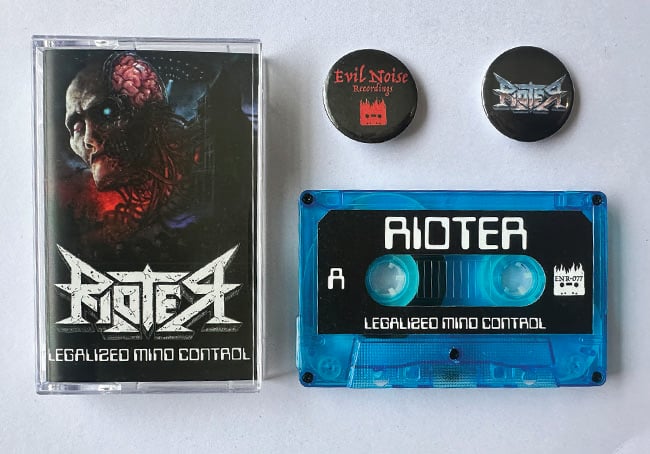 RIOTER
LEGALIZED MIND CONTROL
Evil Noise
Recordings
RIOTER
RIOTER
A
ENR-077
LEGALIZED MIND CONTROL